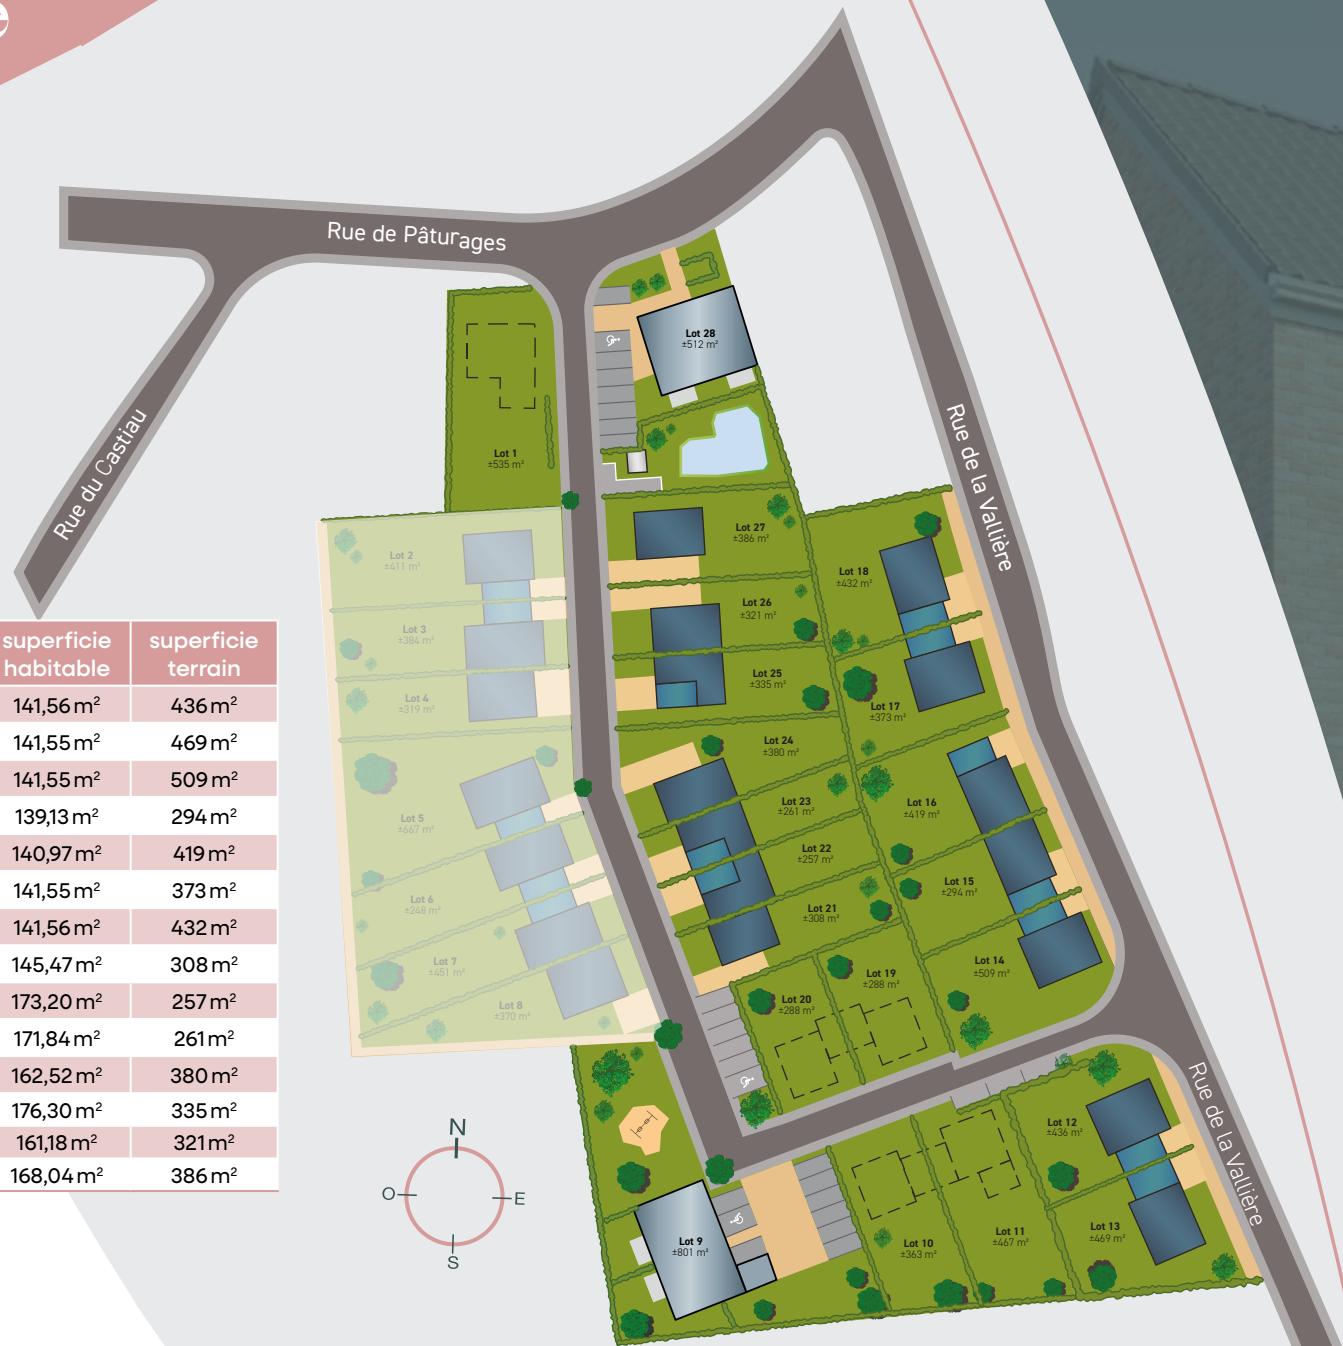 e
Rue de Pâturages
Rue du Castiau
Rue de la Vallière
Rue de la Vallière
Lot 28
±512 m²
Lot 1
±535 m²
Lot 27
±386 m²
Lot 2
±411 m²
Lot 18
±432 m²
Lot 26
±321 m²
Lot 3
±384 m²
Lot 25
±335 m²
Lot 4
±319 m²
Lot 17
±373 m²
Lot 24
±380 m²
Lot 23
±261 m²
Lot 16
±419 m²
Lot 5
±667 m²
Lot 22
±257 m²
Lot 15
±294 m²
Lot 6
±248 m²
Lot 21
±308 m²
Lot 7
±451 m²
Lot 14
±509 m²
Lot 19
±288 m²
Lot 20
±288 m²
Lot 8
±370 m²
Lot 12
±436 m²
Lot 13
±469 m²
Lot 11
±467 m²
Lot 10
±363 m²
Lot 9
±801 m²
superficie habitable
superficie terrain
141,56 m² 436 m²
141,55 m² 469 m²
141,55 m² 509 m²
139,13 m² 294 m²
140,97 m² 419 m²
141,55 m² 373 m²
141,56 m² 432 m²
145,47 m² 308 m²
173,20 m² 257 m²
171,84 m² 261 m²
162,52 m² 380 m²
176,30 m² 335 m²
161,18 m² 321 m²
168,04 m² 386 m²
N
O
E
S